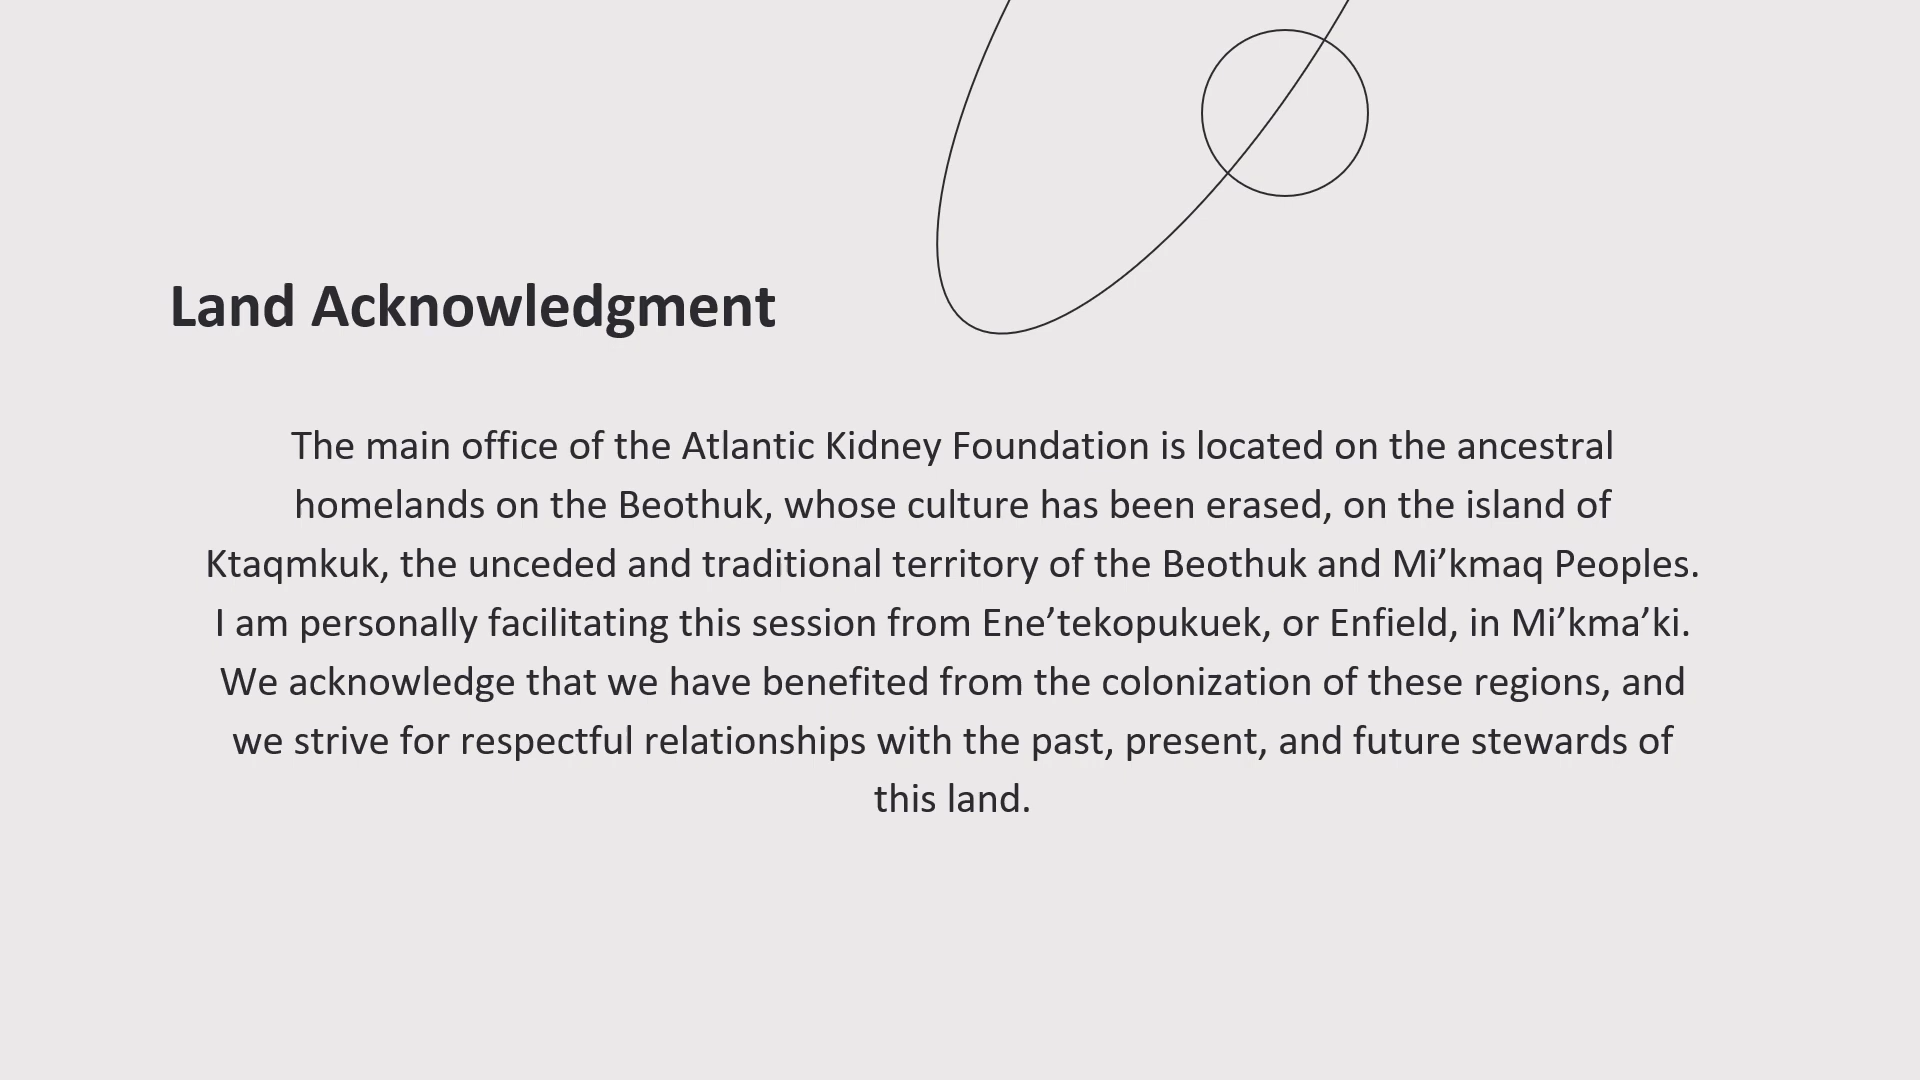 Land Acknowledgment
The main office of the Atlantic Kidney Foundation is located on the ancestral
homelands on the Beothuk, whose culture has been erased, on the island of
Ktaqmkuk, the unceded and traditional territory of the Beothuk and Mi’kmaq Peoples.
I am personally facilitating this session from Ene’tekopukuek, or Enfield, in Mi’kma’ki.
We acknowledge that we have benefited from the colonization of these regions, and
we strive for respectful relationships with the past, present, and future stewards of
this land.